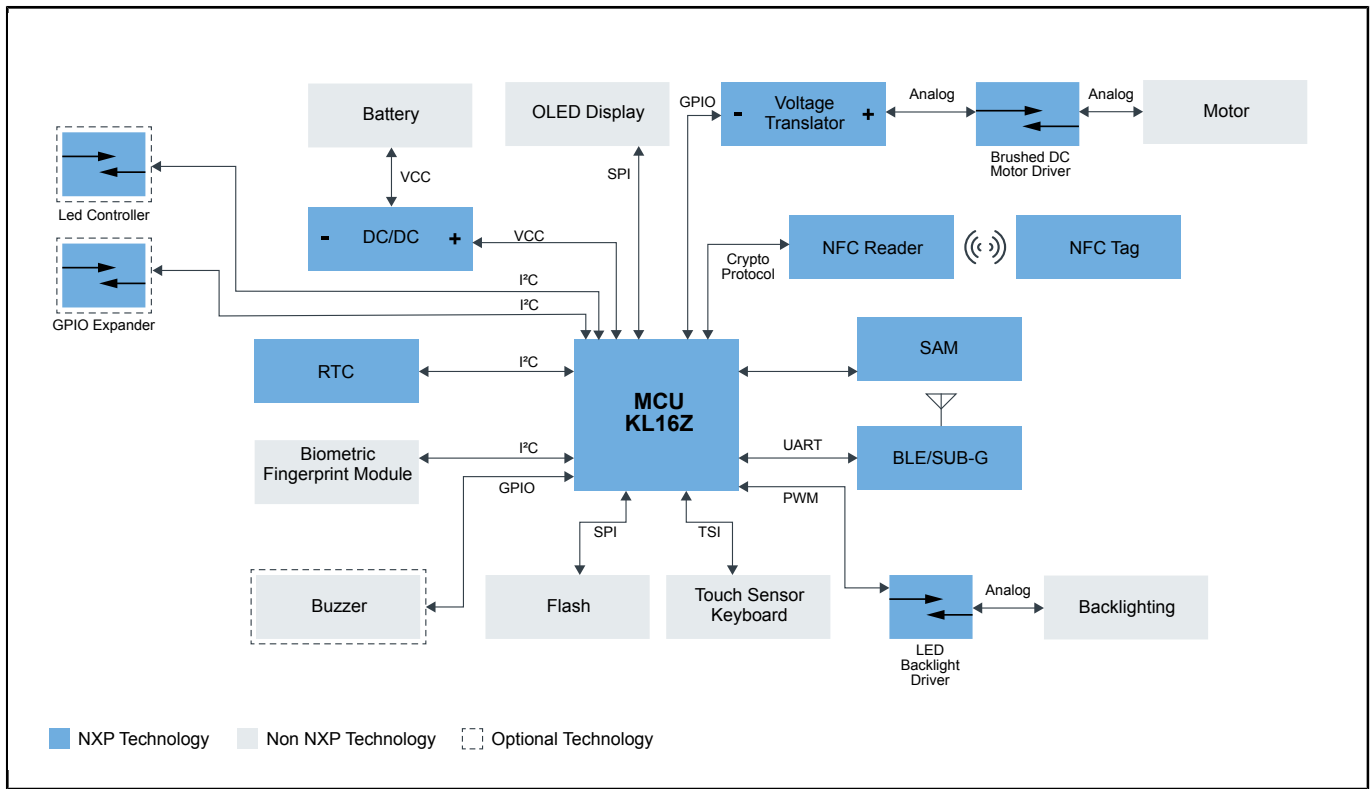 Battery
OLED Display
GPIO
-
Voltage
Translator
+
Analog
Brushed DC
Motor Driver
Analog
Motor
VCC
SPI
Led Controller
-
DC/DC
+
VCC
Crypto
Protocol
NFC Reader
NFC Tag
GPIO Expander
I²C
I²C
RTC
I²C
MCU
KL16Z
SAM
Biometric
Fingerprint Module
I²C
GPIO
UART
BLE/SUB-G
PWM
SPI
TSI
Buzzer
Flash
Touch Sensor
Keyboard
LED
Backlight
Driver
Analog
Backlighting
NXP Technology
Non NXP Technology
Optional Technology